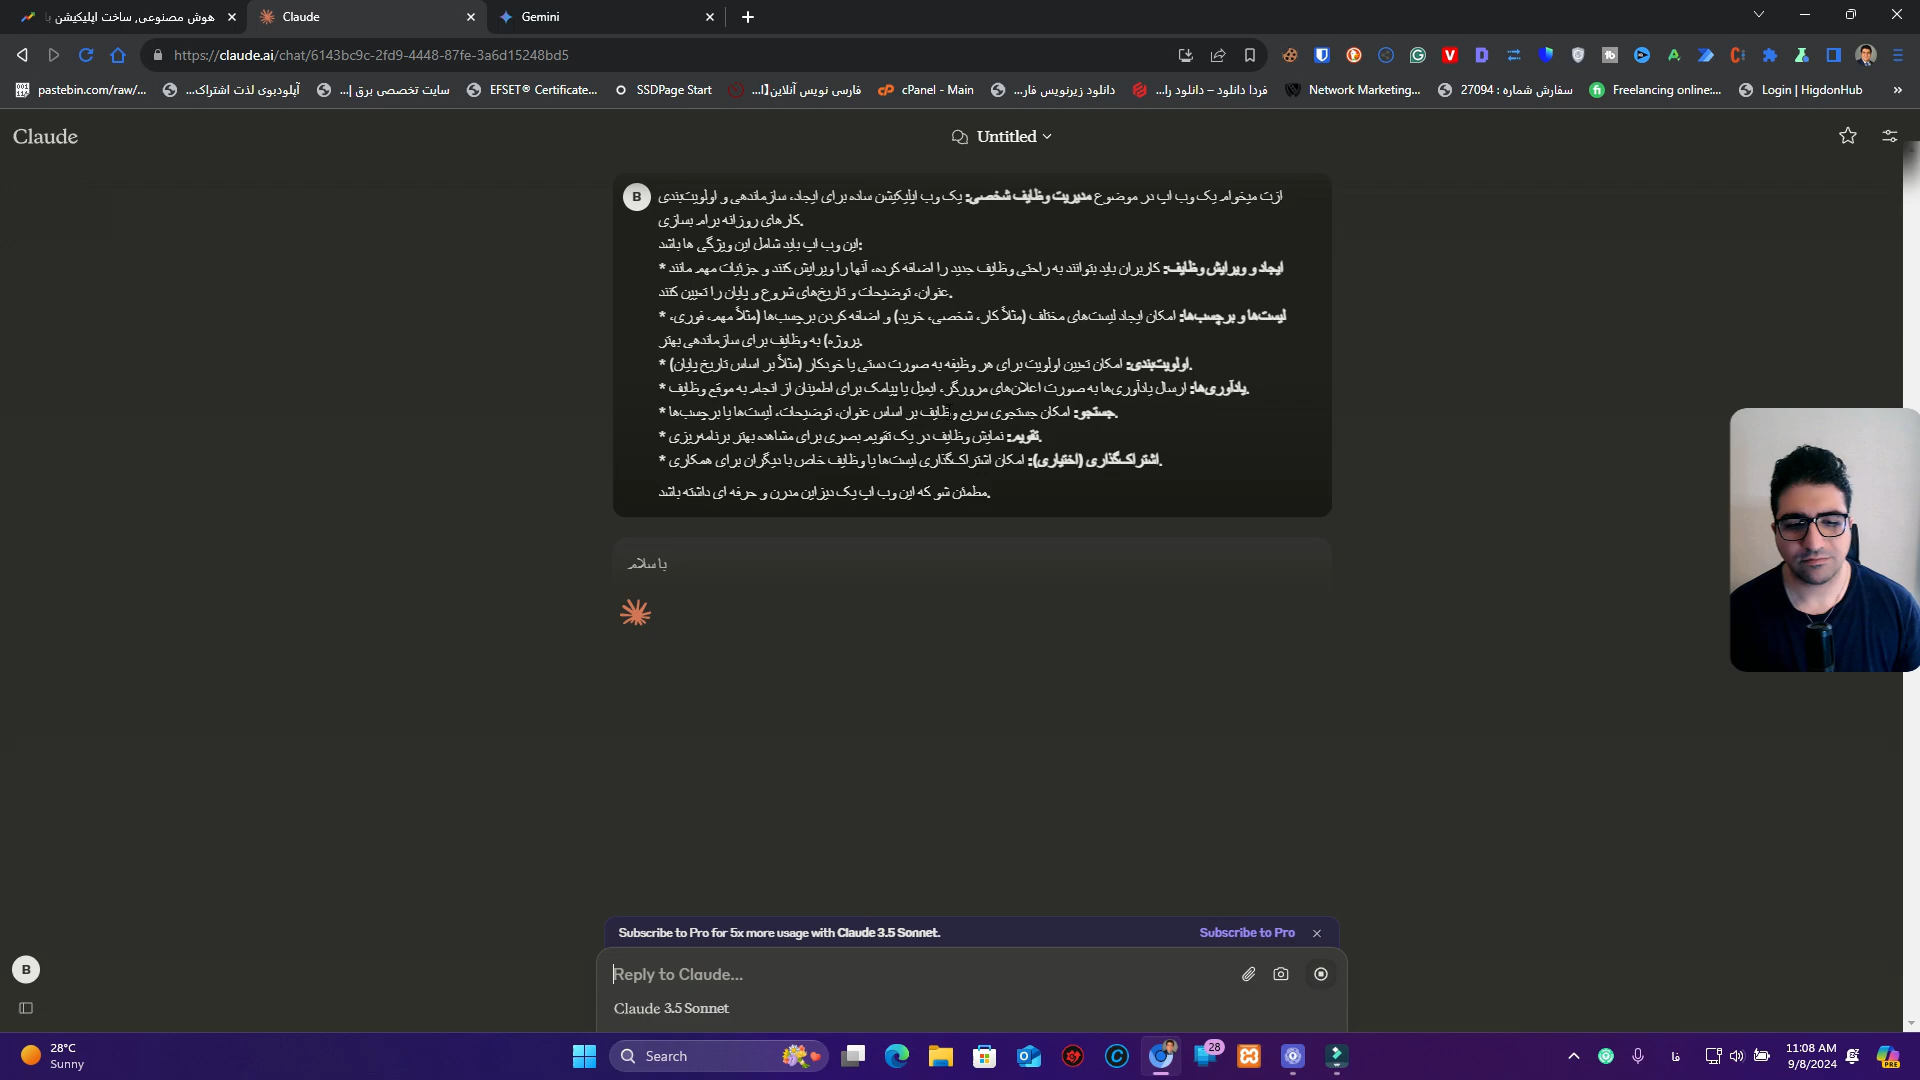 هوش مصنوعی, ساخت اپلیکیشن با
Claude
Gemini
https://claude.ai/chat/6143bc9c-2fd9-4448-87fe-3a6d15248bd5
pastebin.com/raw/...
آپلودبوی لذت اشتراک...
سایت تخصصی برق |...
EFSET® Certificate...
SSDPage Start
فارسی نویس آنلاین【ا...
cPanel - Main
دانلود زیرنویس فار...
فردا دانلود – دانلود را...
Network Marketing...
سفارش شماره : 27094
Freelancing online:...
Login | HigdonHub
Claude
Untitled
B
ازت میخوام یک وب اپ در موضوع مدیریت وظایف شخصی: یک وب اپلیکیشن ساده برای ایجاد، سازماندهی و اولویت‌بندی
کارهای روزانه برام بسازی.
این وب اپ باید شامل این ویژگی ها باشد:
* ایجاد و ویرایش وظایف: کاربران باید بتوانند به راحتی وظایف جدید را اضافه کرده، آنها را ویرایش کنند و جزئیات مهم مانند
عنوان، توضیحات و تاریخ‌های شروع و پایان را تعیین کنند.
* لیست‌ها و برچسب‌ها: امکان ایجاد لیست‌های مختلف (مثلاً کار، شخصی، خرید) و اضافه کردن برچسب‌ها (مثلاً مهم، فوری،
پروژه) به وظایف برای سازماندهی بهتر.
* اولویت‌بندی: امکان تعیین اولویت برای هر وظیفه به صورت دستی یا خودکار (مثلاً بر اساس تاریخ پایان).
* یادآوری‌ها: ارسال یادآوری‌ها به صورت اعلان‌های مرورگر، ایمیل یا پیامک برای اطمینان از انجام به موقع وظایف.
* جستجو: امکان جستجوی سریع وظایف بر اساس عنوان، توضیحات، لیست‌ها یا برچسب‌ها.
* تقویم: نمایش وظایف در یک تقویم بصری برای مشاهده بهتر برنامه‌ریزی.
* اشتراک‌گذاری (اختیاری): امکان اشتراک‌گذاری لیست‌ها یا وظایف خاص با دیگران برای همکاری.
مطمئن شو که این وب اپ یک دیزاین مدرن و حرفه ای داشته باشد.
با سلام
Subscribe to Pro for 5x more usage with Claude 3.5 Sonnet.
Subscribe to Pro
Reply to Claude...
Claude 3.5 Sonnet
B
28°C
Sunny
Search
28
فا
11:08 AM
9/8/2024
PRE